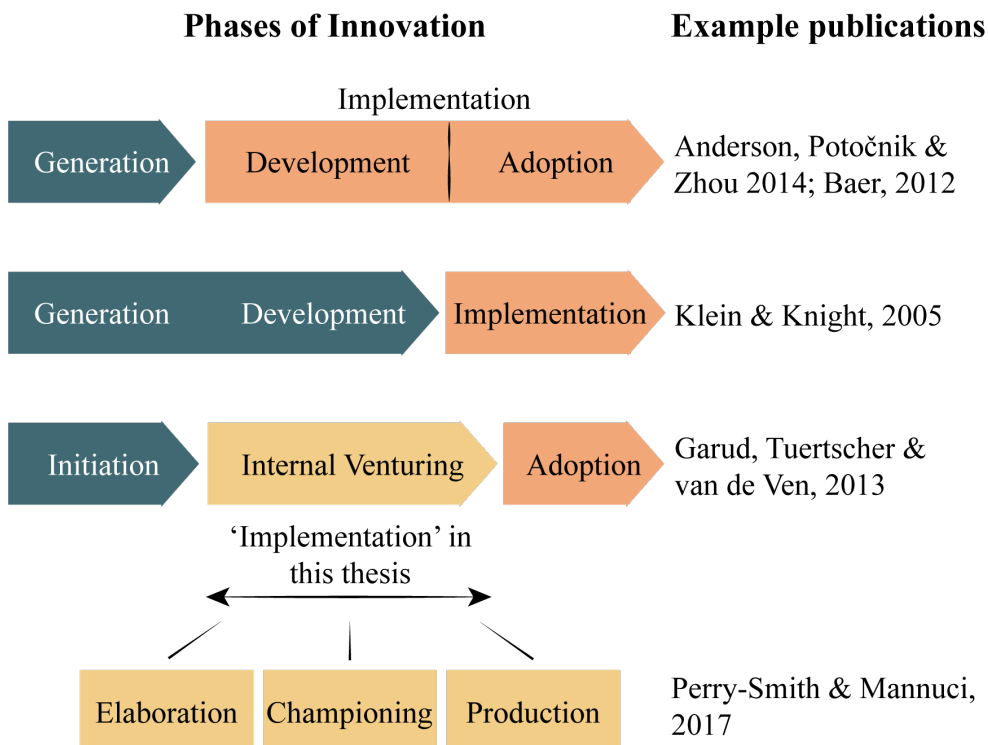 Phases of Innovation
Example publications
Implementation
Generation
Development
Adoption
Anderson, Potočnik &
Zhou 2014; Baer, 2012
Generation
Development
Implementation
Klein & Knight, 2005
Initiation
Internal Venturing
Adoption
Garud, Tuertscher &
van de Ven, 2013
‘Implementation’ in
this thesis
Elaboration
Championing
Production
Perry-Smith & Mannuci,
2017